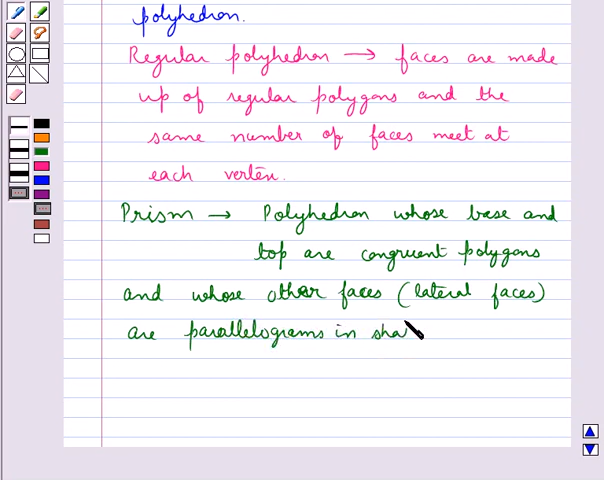 polyhedron.
Regular polyhedron → faces are made
up of regular polygons and the
same number of faces meet at
each vertex.
Prism → Polyhedron whose base and
top are congruent polygons
and whose other faces (lateral faces)
are parallelograms in sha